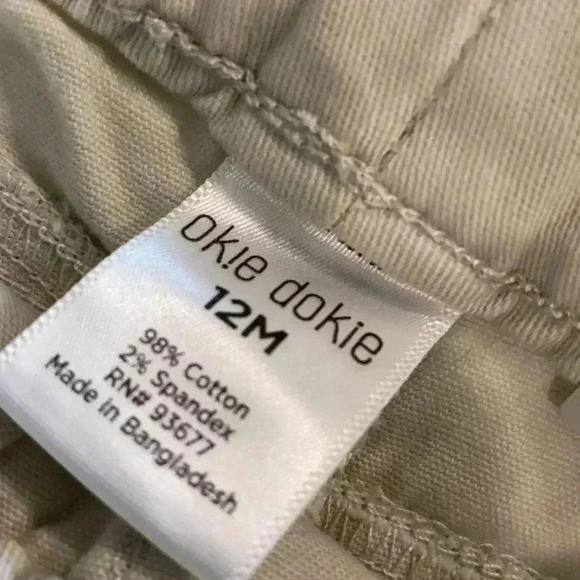 okie dokie
12M
98% Cotton
2% Spandex
RN# 93677
Made in Bangladesh